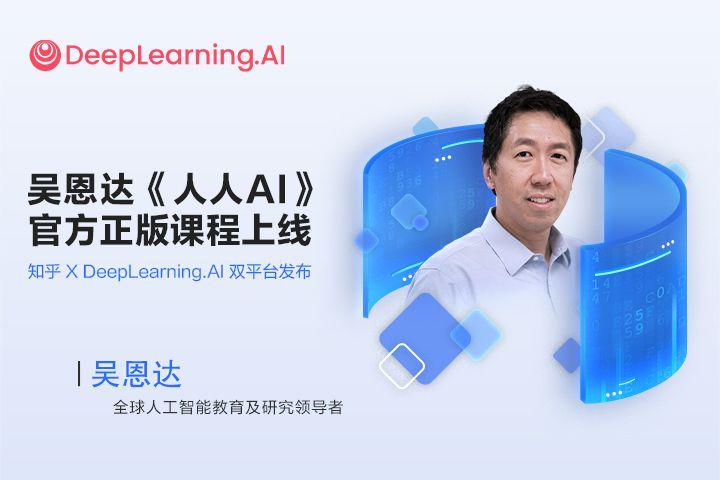 DeepLearning.AI
吴恩达《人人AI》
官方正版课程上线
知乎 X DeepLearning.AI 双平台发布
吴恩达
全球人工智能教育及研究领导者